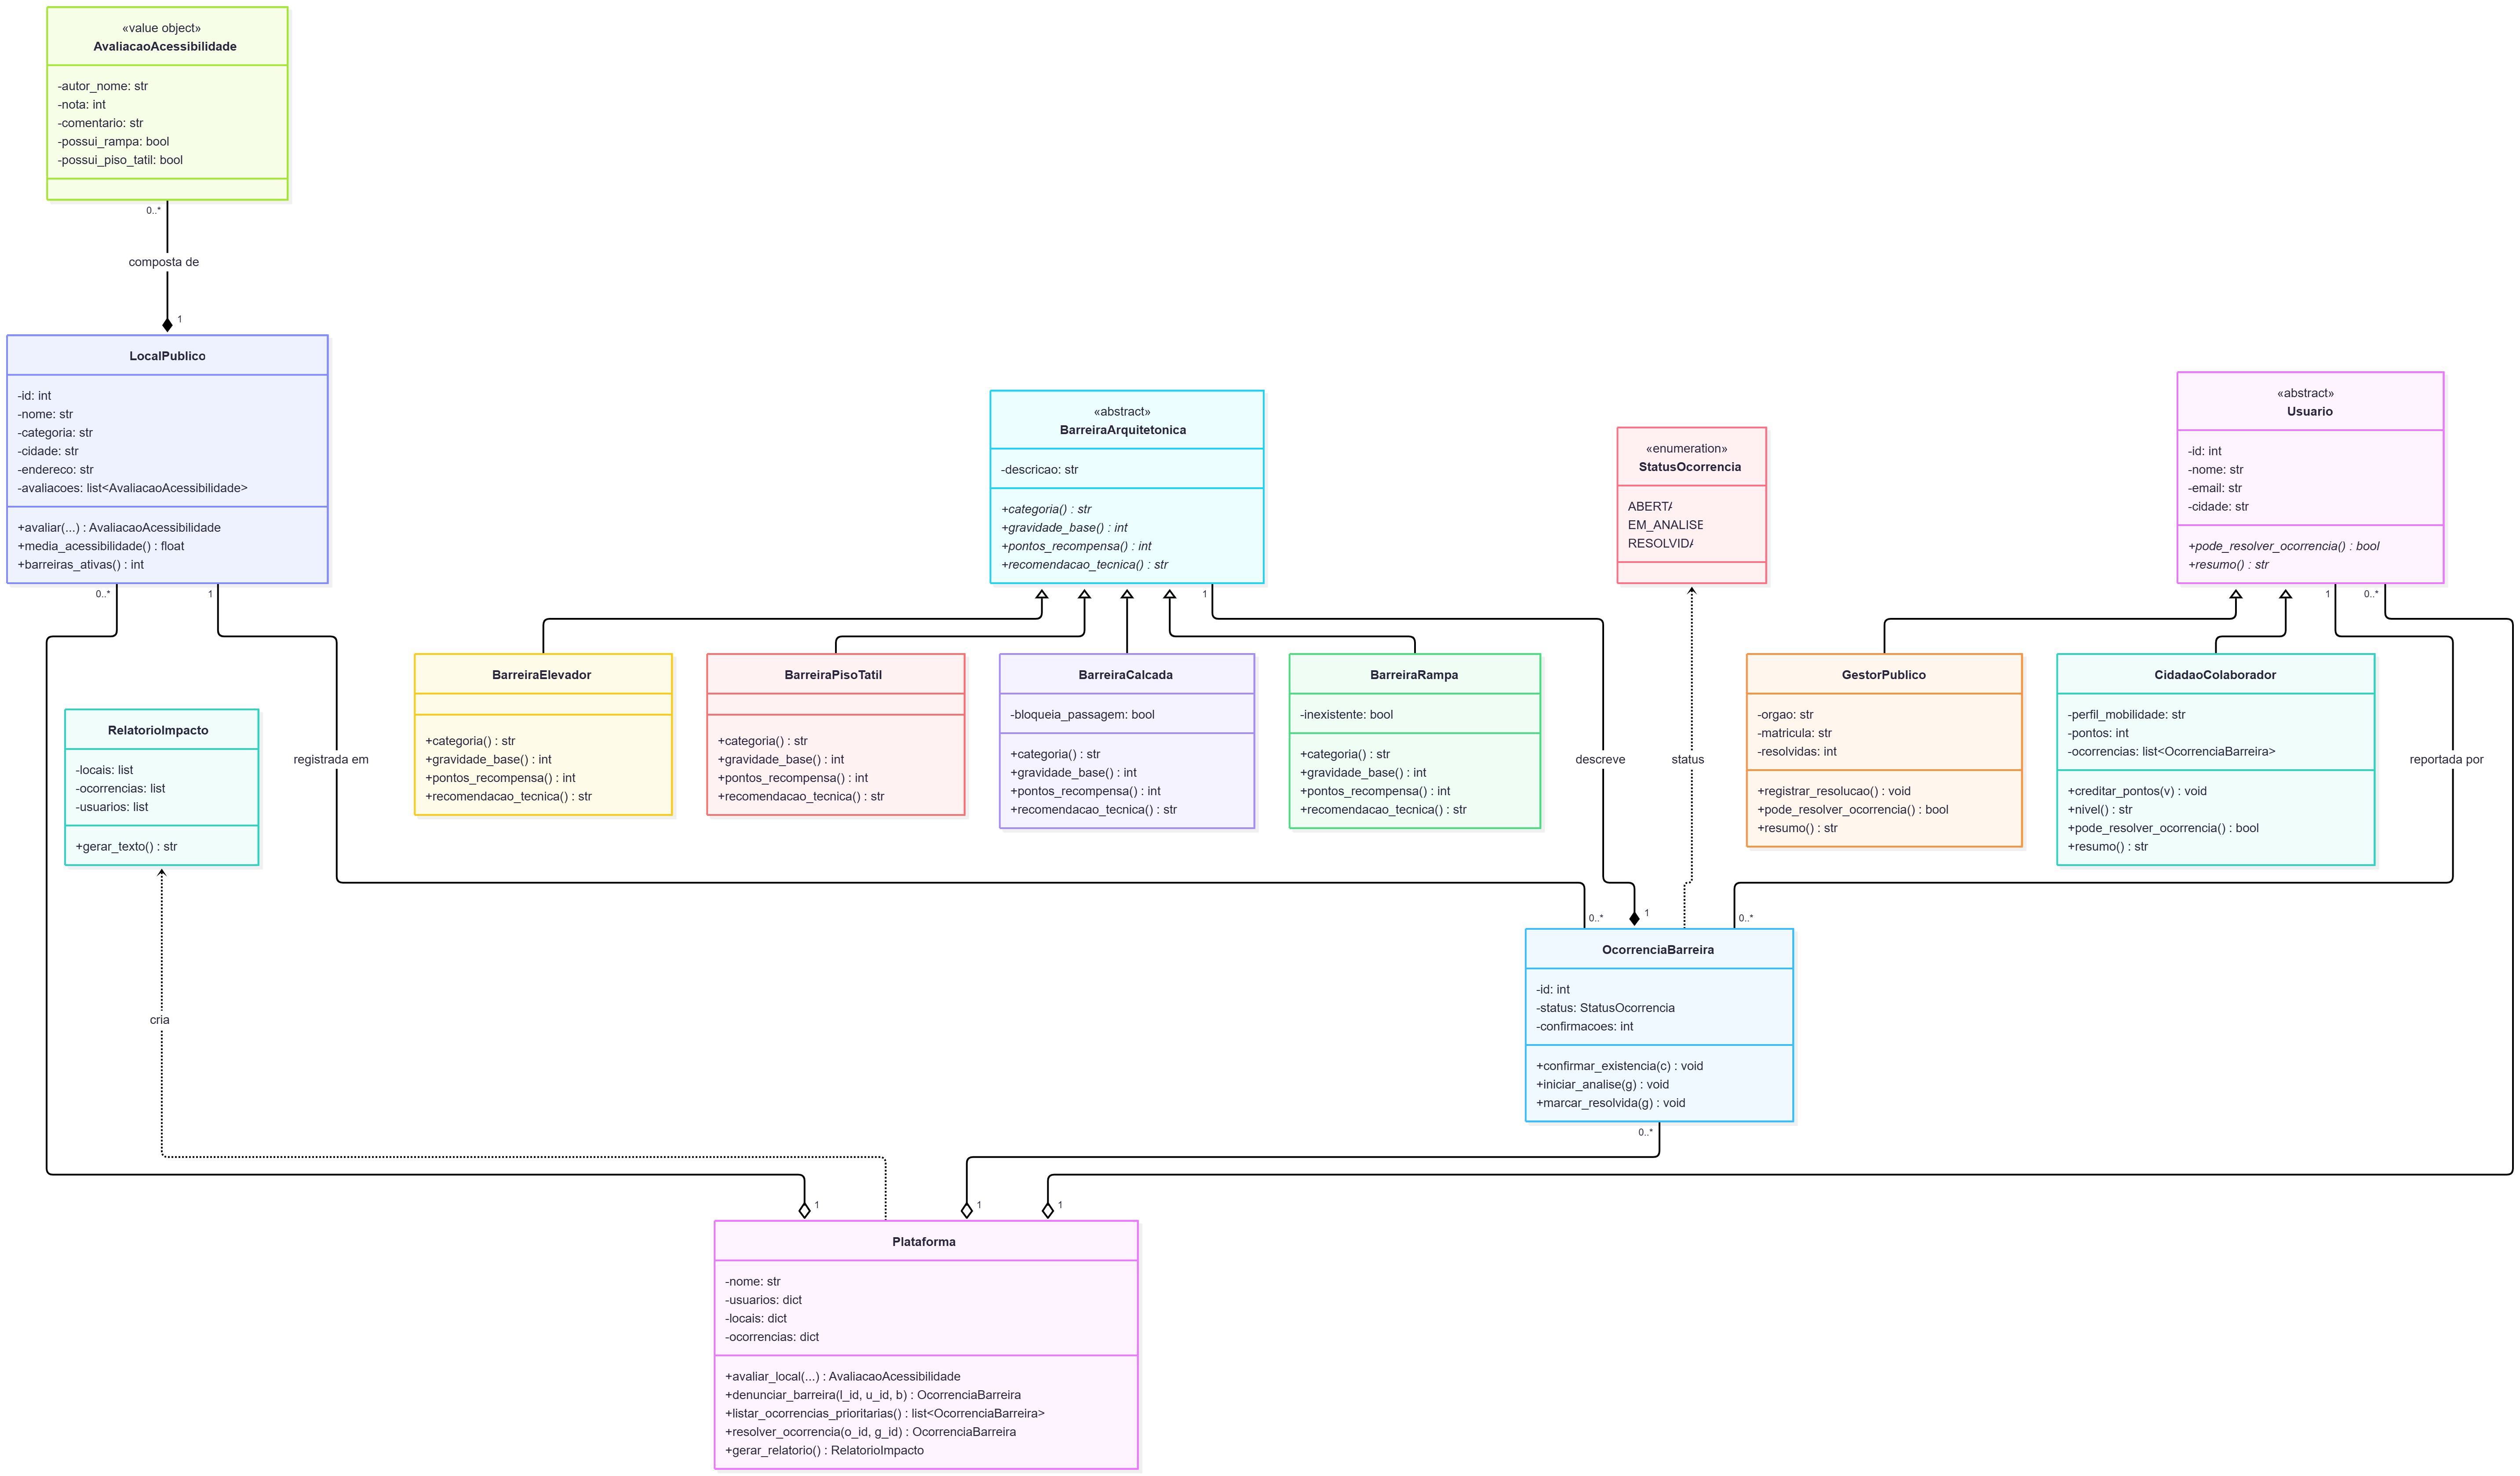 «value object»
AvaliacaoAcessibilidade
-autor_nome: str
-nota: int
-comentario: str
-possui_rampa: bool
-possui_piso_tatil: bool
0..*
composta de
1
LocalPublico
-id: int
-nome: str
-categoria: str
-cidade: str
-endereco: str
-avaliacoes: list<AvaliacaoAcessibilidade>
+avaliar(...) : AvaliacaoAcessibilidade
+media_acessibilidade() : float
+barreiras_ativas() : int
0..*
1
«abstract»
BarreiraArquitetonica
-descricao: str
+categoria() : str
+gravidade_base() : int
+pontos_recompensa() : int
+recomendacao_tecnica() : str
1
«enumeration»
StatusOcorrencia
ABERTA
EM_ANALISE
RESOLVIDA
«abstract»
Usuario
-id: int
-nome: str
-email: str
-cidade: str
+pode_resolver_ocorrencia() : bool
+resumo() : str
1
0..*
RelatorioImpacto
-locais: list
-ocorrencias: list
-usuarios: list
+gerar_texto() : str
registrada em
BarreiraElevador
+categoria() : str
+gravidade_base() : int
+pontos_recompensa() : int
+recomendacao_tecnica() : str
BarreiraPisoTatil
+categoria() : str
+gravidade_base() : int
+pontos_recompensa() : int
+recomendacao_tecnica() : str
BarreiraCalcada
-bloqueia_passagem: bool
+categoria() : str
+gravidade_base() : int
+pontos_recompensa() : int
+recomendacao_tecnica() : str
BarreiraRampa
-inexistente: bool
+categoria() : str
+gravidade_base() : int
+pontos_recompensa() : int
+recomendacao_tecnica() : str
descreve
status
GestorPublico
-orgao: str
-matricula: str
-resolvidas: int
+registrar_resolucao() : void
+pode_resolver_ocorrencia() : bool
+resumo() : str
CidadaoColaborador
-perfil_mobilidade: str
-pontos: int
-ocorrencias: list<OcorrenciaBarreira>
+creditar_pontos(v) : void
+nivel() : str
+pode_resolver_ocorrencia() : bool
+resumo() : str
reportada por
0..*
1
0..*
OcorrenciaBarreira
-id: int
-status: StatusOcorrencia
-confirmacoes: int
+confirmar_existencia(c) : void
+iniciar_analise(g) : void
+marcar_resolvida(g) : void
0..*
cria
1
1
1
Plataforma
-nome: str
-usuarios: dict
-locais: dict
-ocorrencias: dict
+avaliar_local(...) : AvaliacaoAcessibilidade
+denunciar_barreira(l_id, u_id, b) : OcorrenciaBarreira
+listar_ocorrencias_prioritarias() : list<OcorrenciaBarreira>
+resolver_ocorrencia(o_id, g_id) : OcorrenciaBarreira
+gerar_relatorio() : RelatorioImpacto